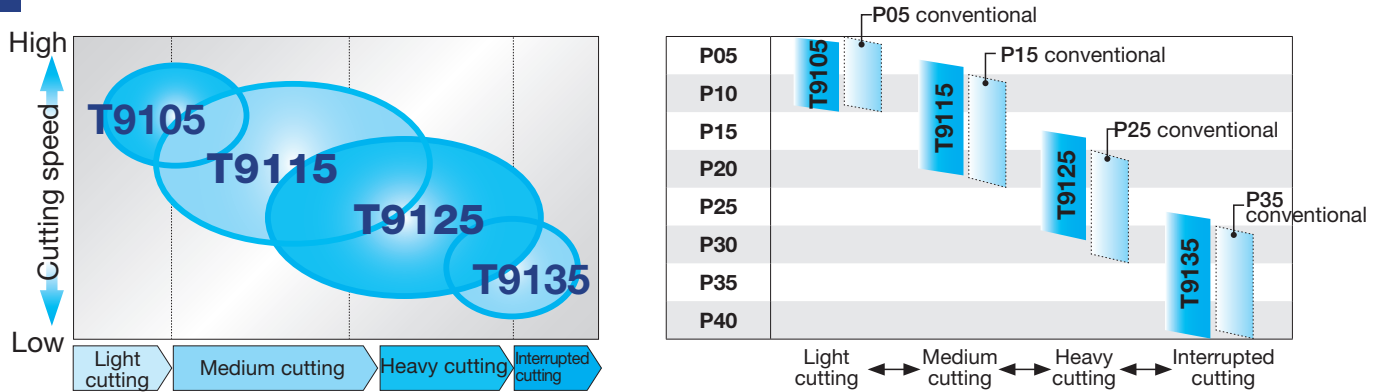 High
Cutting speed
Low
T9105
T9115
T9125
T9135
Light
cutting
Medium cutting
Heavy cutting
Interrupted
cutting
P05
P10
P15
P20
P25
P30
P35
P40
T9105
P05 conventional
T9115
P15 conventional
T9125
P25 conventional
T9135
P35
conventional
Light
cutting
Medium
cutting
Heavy
cutting
Interrupted
cutting